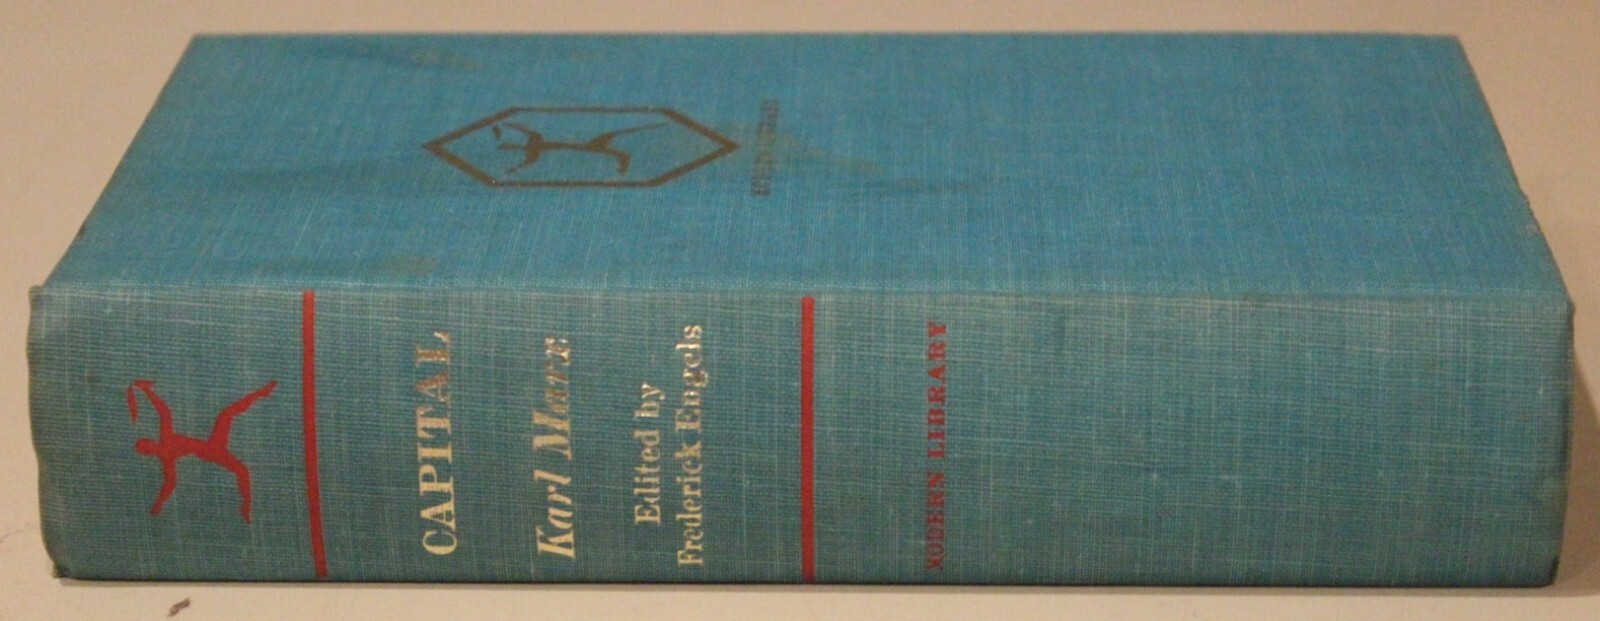 CAPITAL
Karl Marx
Edited by
Frederick Engels
MODERN LIBRARY